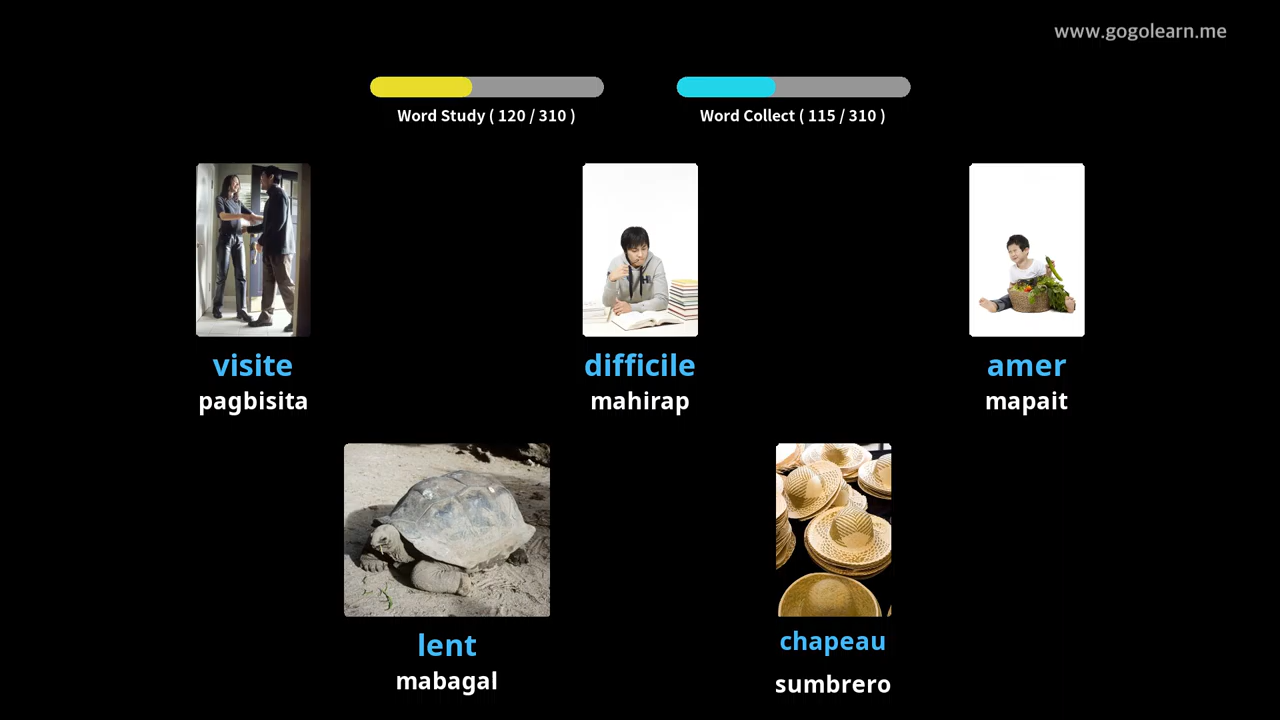 www.gogolearn.me
Word Study ( 120 / 310 )
Word Collect ( 115 / 310 )
visite
pagbisita
difficile
mahirap
amer
mapait
lent
mabagal
chapeau
sumbrero